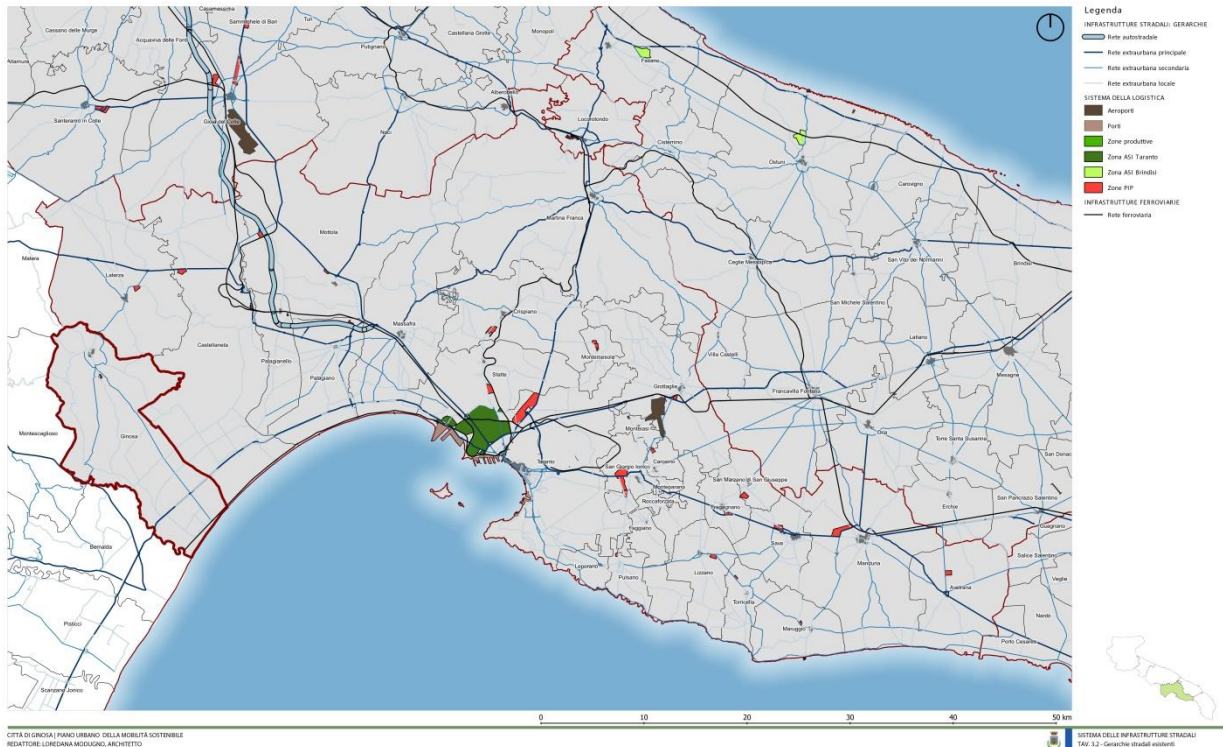 Legenda
INFRASTRUTTURE STRADALI: GERARCHIE
Rete autostradale
Rete extraurbana principale
Rete extraurbana secondaria
Rete extraurbana locale
SISTEMA DELLA LOGISTICA
Aeroporti
Porti
Zone produttive
Zona ASI Taranto
Zona ASI Brindisi
Zone PIP
INFRASTRUTTURE FERROVIARIE
Rete ferroviaria
Casamassima
Sammichele di Bari
Turi
Cassano delle Murge
Acquaviva delle Fonti
Putignano
Castellana Grotte
Monopoli
Fasano
Altamura
Santeramo in Colle
Gioia del Colle
Alberobello
Noci
Locorotondo
Cisternino
Ostuni
Carovigno
Martina Franca
Mottola
Matera
Laterza
Ceglie Messapica
San Vito dei Normanni
Brindisi
San Michele Salentino
Crispiano
Massafra
Castellaneta
Palagianello
Palagiano
Montemesola
Villa Castelli
Latiano
Mesagne
Statte
Grottaglie
Francavilla Fontana
Montescaglioso
Ginosa
Monteiasi
Oria
Torre Santa Susanna
San Donaci
Taranto
San Giorgio Ionico
Carosino
Monteparano
San Marzano di San Giuseppe
Roccaforzata
Fragagnano
Erchie
San Pancrazio Salentino
Guagnano
Faggiano
Sava
Manduria
Salice Salentino
Bernalda
Leporano
Pulsano
Lizzano
Avetrana
Veglie
Torricella
Nardò
Pisticci
Maruggio
Porto Cesareo
Scanzano Jonico
0 10 20 30 40 50 km
CITTÀ DI GINOSA | PIANO URBANO DELLA MOBILITÀ SOSTENIBILE
REDATTORE: LOREDANA MODUGNO, ARCHITETTO
SISTEMA DELLE INFRASTRUTTURE STRADALI
TAV. 3.2 - Gerarchie stradali esistenti